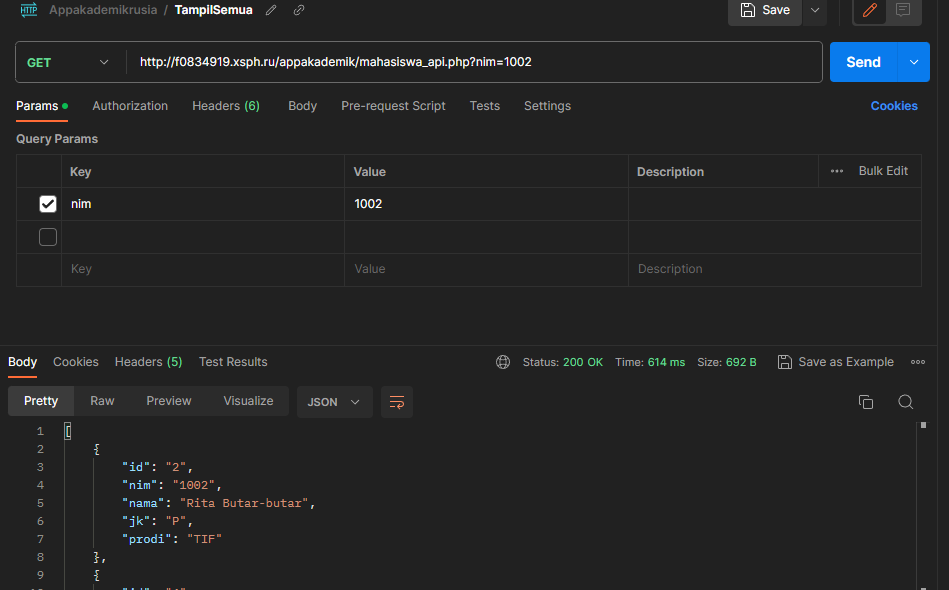 HTTP Appakademikrusia / TampilSemua Save
GET http://f0834919.xsph.ru/appakademik/mahasiswa_api.php?nim=1002 Send
Params Authorization Headers (6) Body Pre-request Script Tests Settings Cookies
Query Params
Key Value Description Bulk Edit
nim 1002
Key Value Description
Body Cookies Headers (5) Test Results Status: 200 OK Time: 614 ms Size: 692 B Save as Example
Pretty Raw Preview Visualize JSON
1 [
2 {
3 "id": "2",
4 "nim": "1002",
5 "nama": "Rita Butar-butar",
6 "jk": "P",
7 "prodi": "TIF"
8 },
9 {